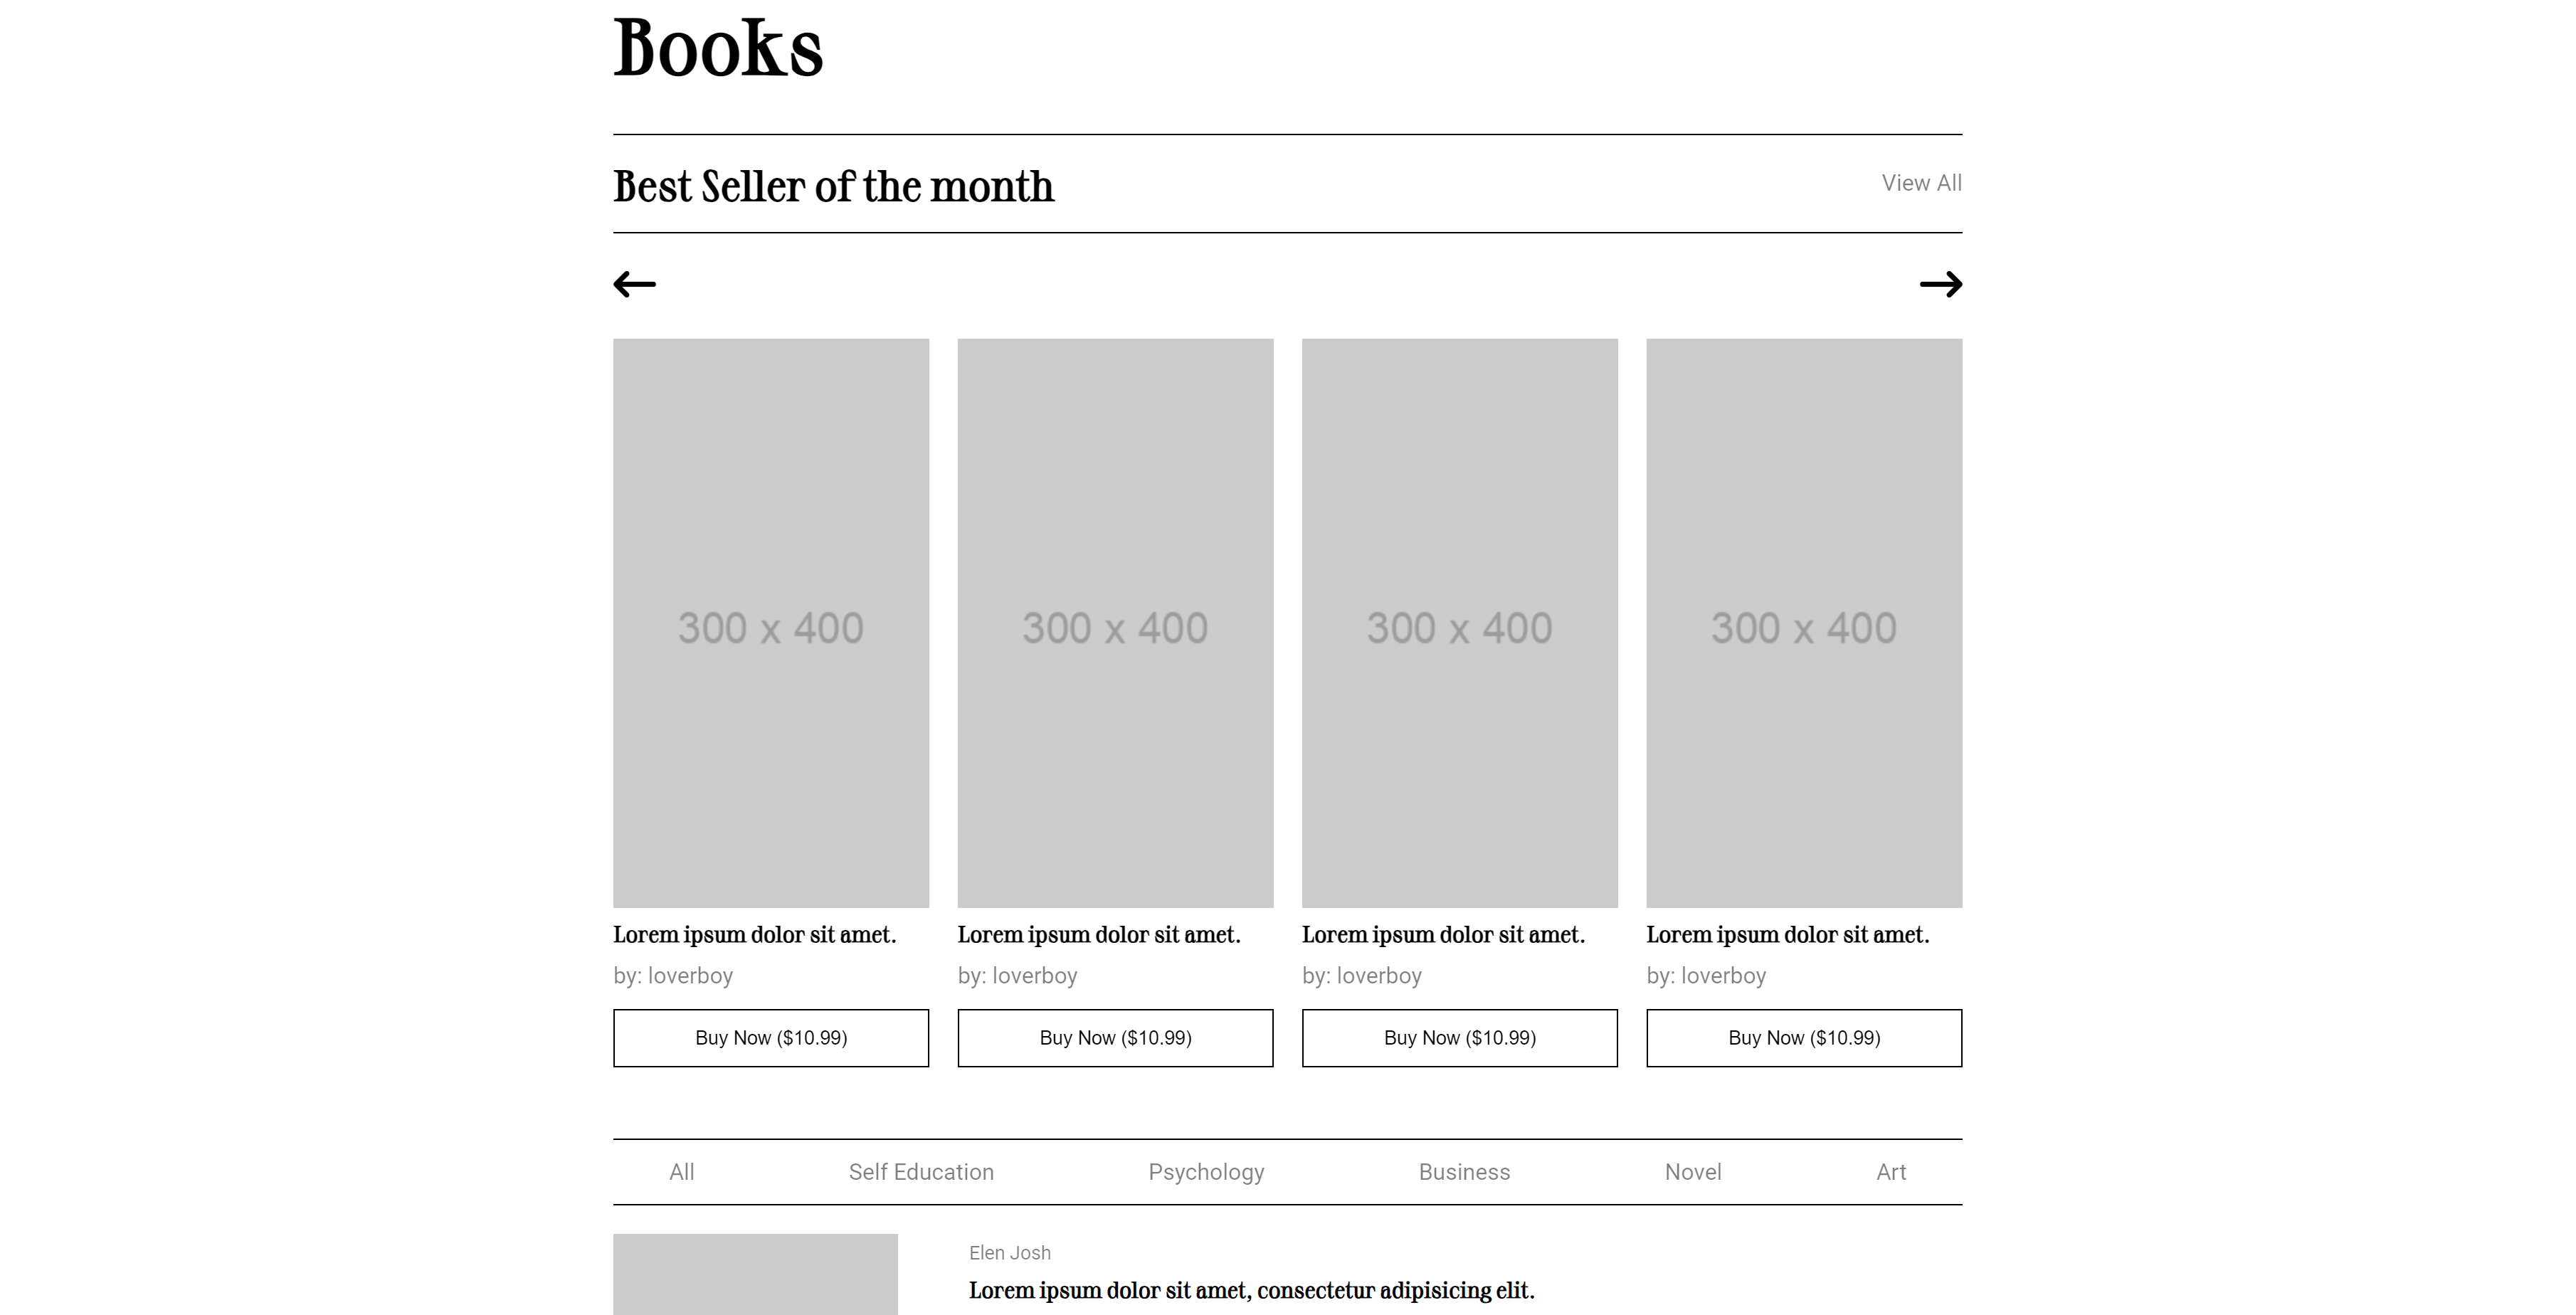 Books
Best Seller of the month
View All
300 x 400
300 x 400
300 x 400
300 x 400
Lorem ipsum dolor sit amet.
Lorem ipsum dolor sit amet.
Lorem ipsum dolor sit amet.
Lorem ipsum dolor sit amet.
by: loverboy
by: loverboy
by: loverboy
by: loverboy
Buy Now ($10.99)
Buy Now ($10.99)
Buy Now ($10.99)
Buy Now ($10.99)
All
Self Education
Psychology
Business
Novel
Art
Elen Josh
Lorem ipsum dolor sit amet, consectetur adipisicing elit.